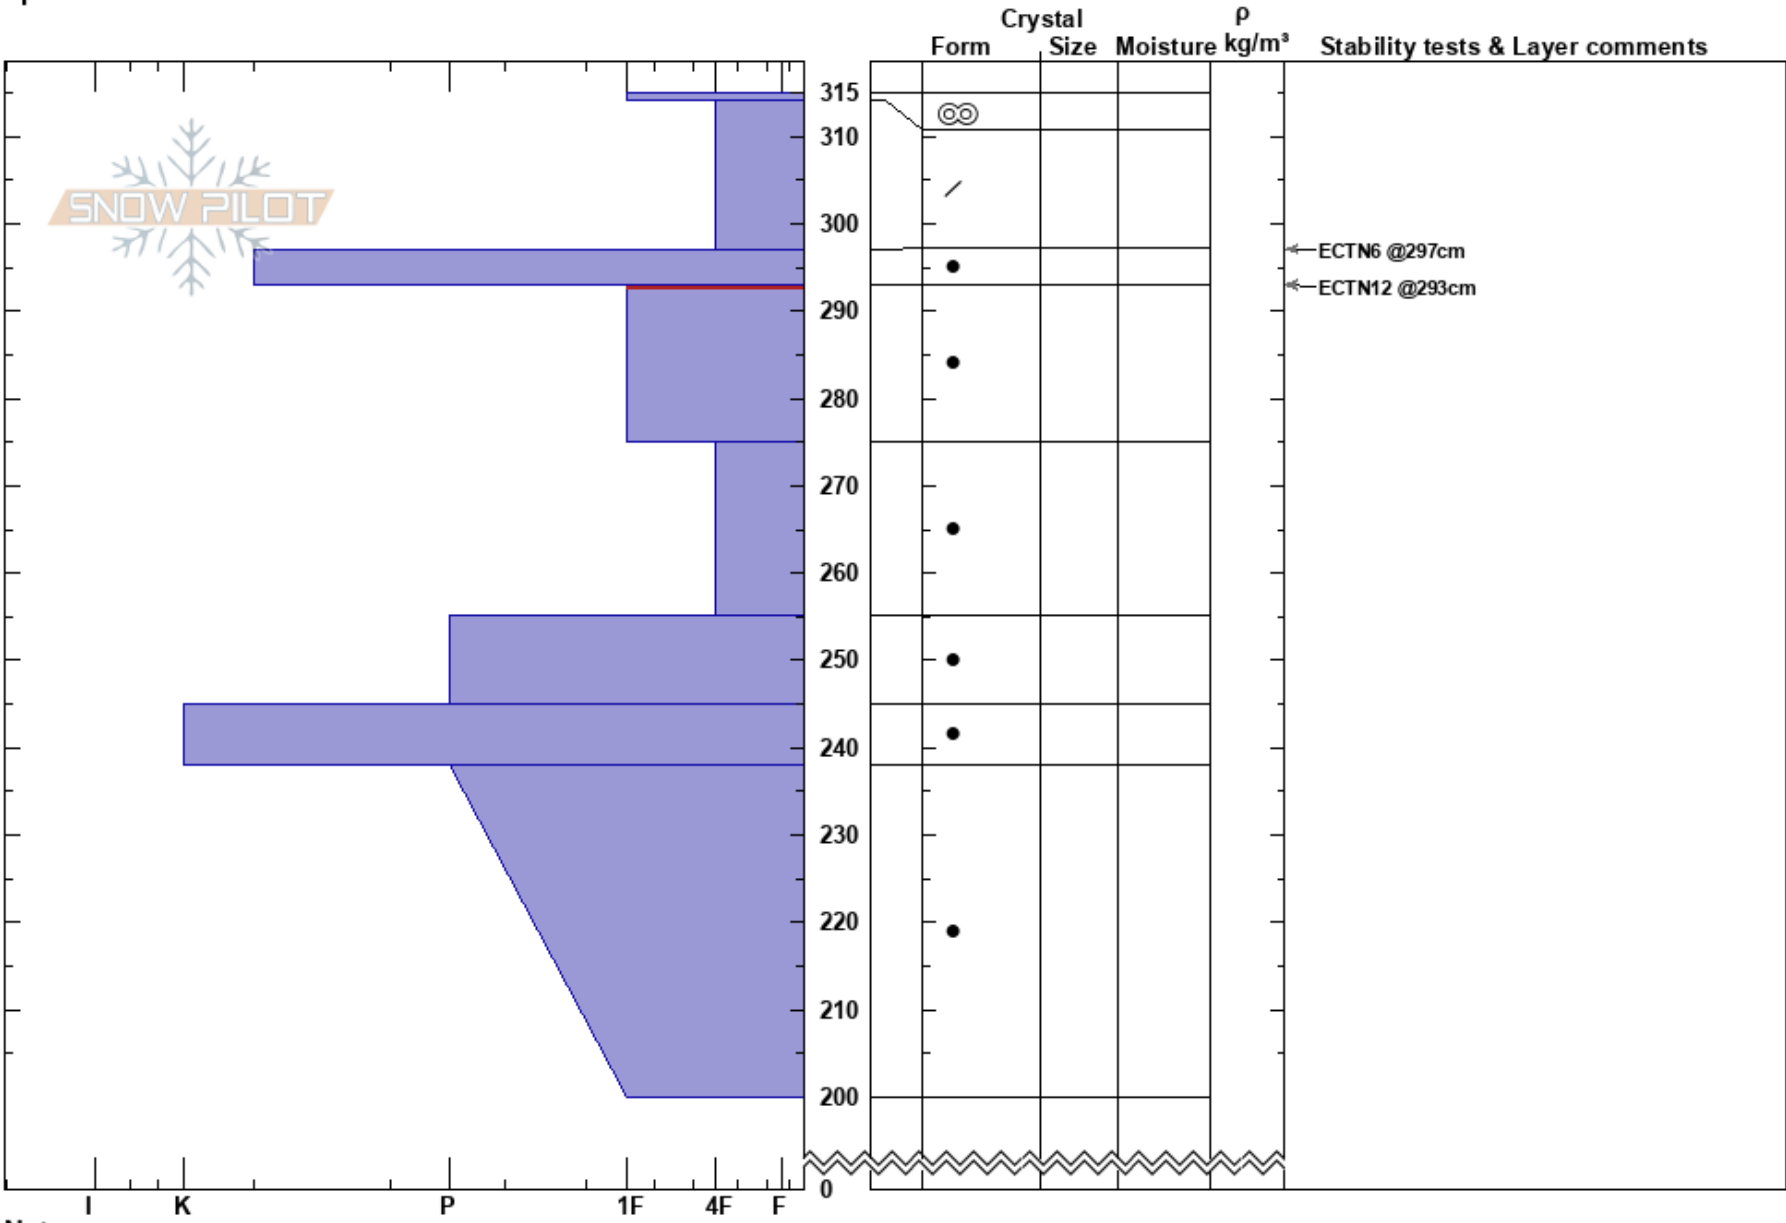 Crystal ρ
Form Size Moisture kg/m³ Stability tests & Layer comments
SNOW PILOT
315
310
300
ECTN6 @297cm
ECTN12 @293cm
290
280
270
260
250
240
230
220
210
200
0
I K P 1F 4F F